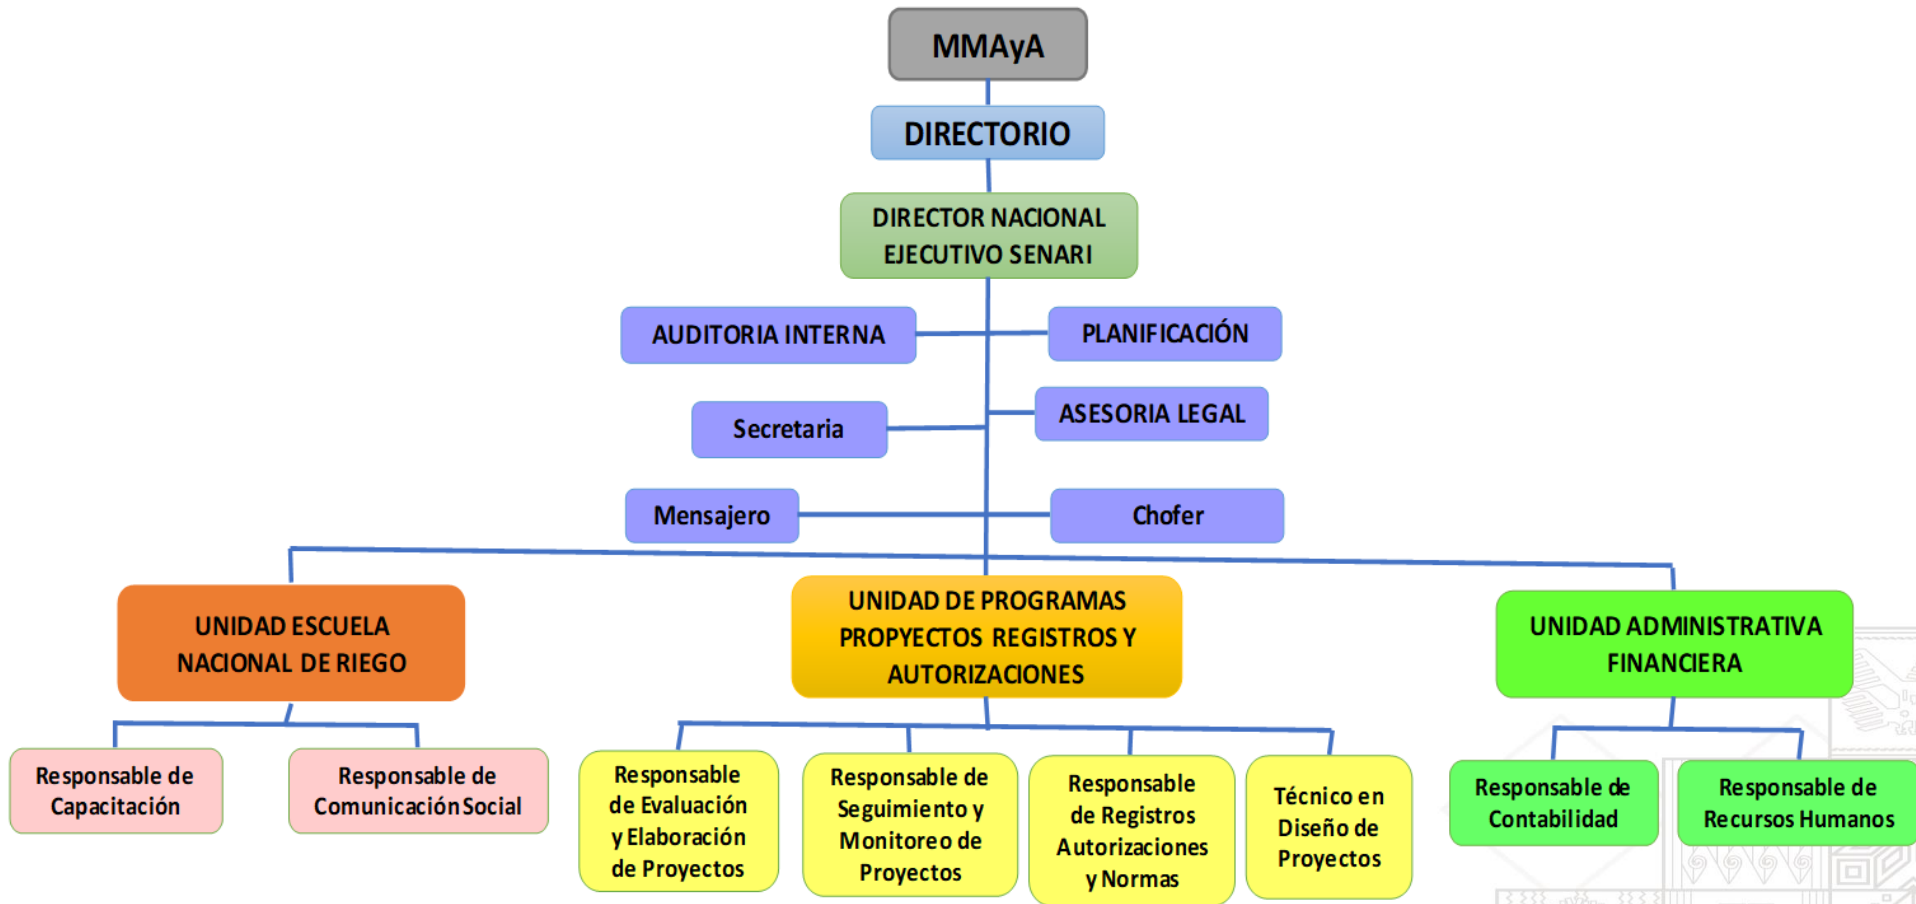 MMAyA
DIRECTORIO
DIRECTOR NACIONAL
EJECUTIVO SENARI
AUDITORIA INTERNA
PLANIFICACIÓN
Secretaria
ASESORIA LEGAL
Mensajero
Chofer
UNIDAD ESCUELA
NACIONAL DE RIEGO
UNIDAD DE PROGRAMAS
PROPYECTOS REGISTROS Y
AUTORIZACIONES
UNIDAD ADMINISTRATIVA
FINANCIERA
Responsable de
Capacitación
Responsable de
Comunicación Social
Responsable
de Evaluación
y Elaboración
de Proyectos
Responsable de
Seguimiento y
Monitoreo de
Proyectos
Responsable
de Registros
Autorizaciones
y Normas
Técnico en
Diseño de
Proyectos
Responsable de
Contabilidad
Responsable de
Recursos Humanos